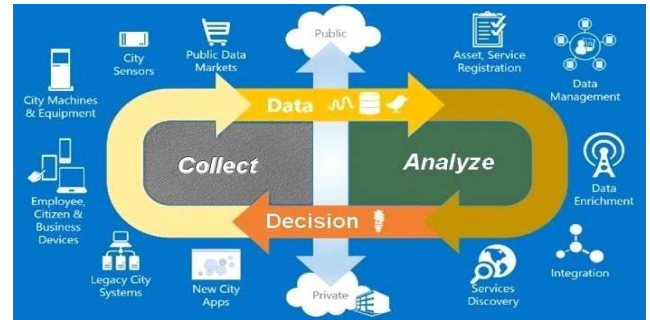 Public
City
Sensors
Public Data
Markets
Asset, Service
Registration
Data
Management
City Machines
& Equipment
Data
Collect
Analyze
Employee,
Citizen &
Business
Devices
Data
Enrichment
Decision
Legacy City
Systems
New City
Apps
Private
Services
Discovery
Integration